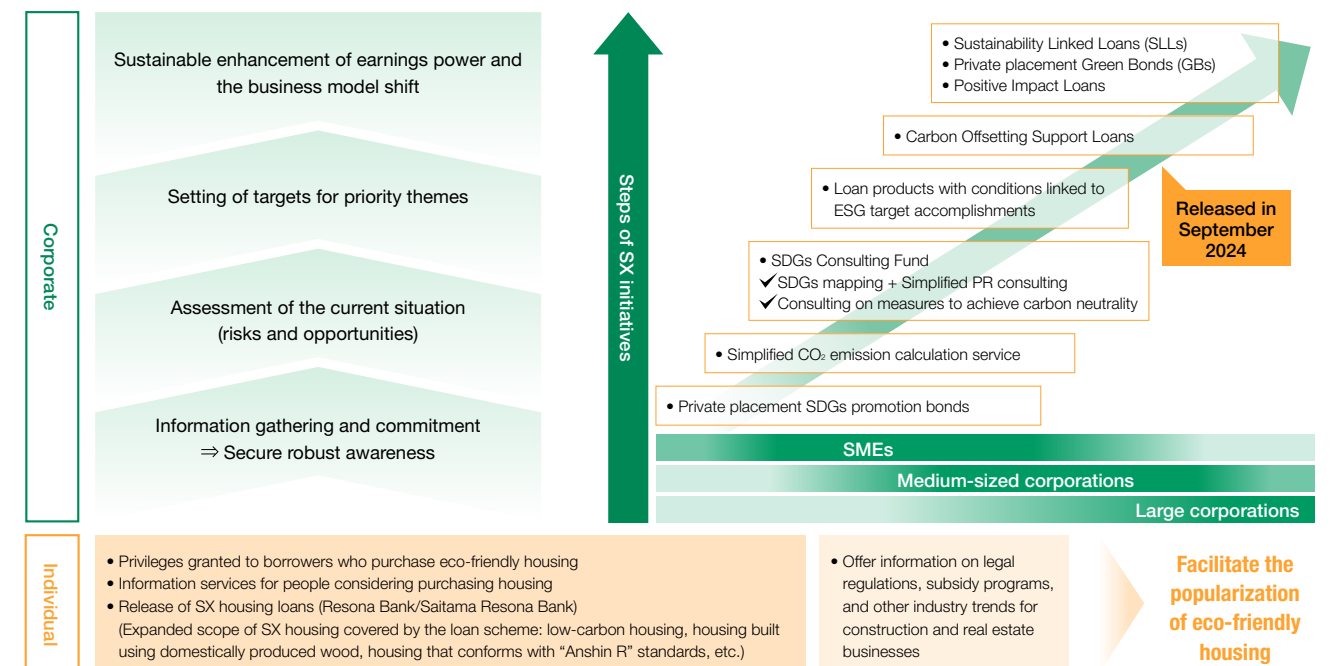 Corporate
Sustainable enhancement of earnings power and
the business model shift
Setting of targets for priority themes
Assessment of the current situation
(risks and opportunities)
Information gathering and commitment
⇒ Secure robust awareness
Steps of SX initiatives
• Sustainability Linked Loans (SLLs)
• Private placement Green Bonds (GBs)
• Positive Impact Loans
• Carbon Offsetting Support Loans
• Loan products with conditions linked to
ESG target accomplishments
Released in
September
2024
• SDGs Consulting Fund
✓SDGs mapping + Simplified PR consulting
✓Consulting on measures to achieve carbon neutrality
• Simplified CO₂ emission calculation service
• Private placement SDGs promotion bonds
SMEs
Medium-sized corporations
Large corporations
Individual
• Privileges granted to borrowers who purchase eco-friendly housing
• Information services for people considering purchasing housing
• Release of SX housing loans (Resona Bank/Saitama Resona Bank)
(Expanded scope of SX housing covered by the loan scheme: low-carbon housing, housing built
using domestically produced wood, housing that conforms with “Anshin R” standards, etc.)
• Offer information on legal
regulations, subsidy programs,
and other industry trends for
construction and real estate
businesses
Facilitate the
popularization
of eco-friendly
housing